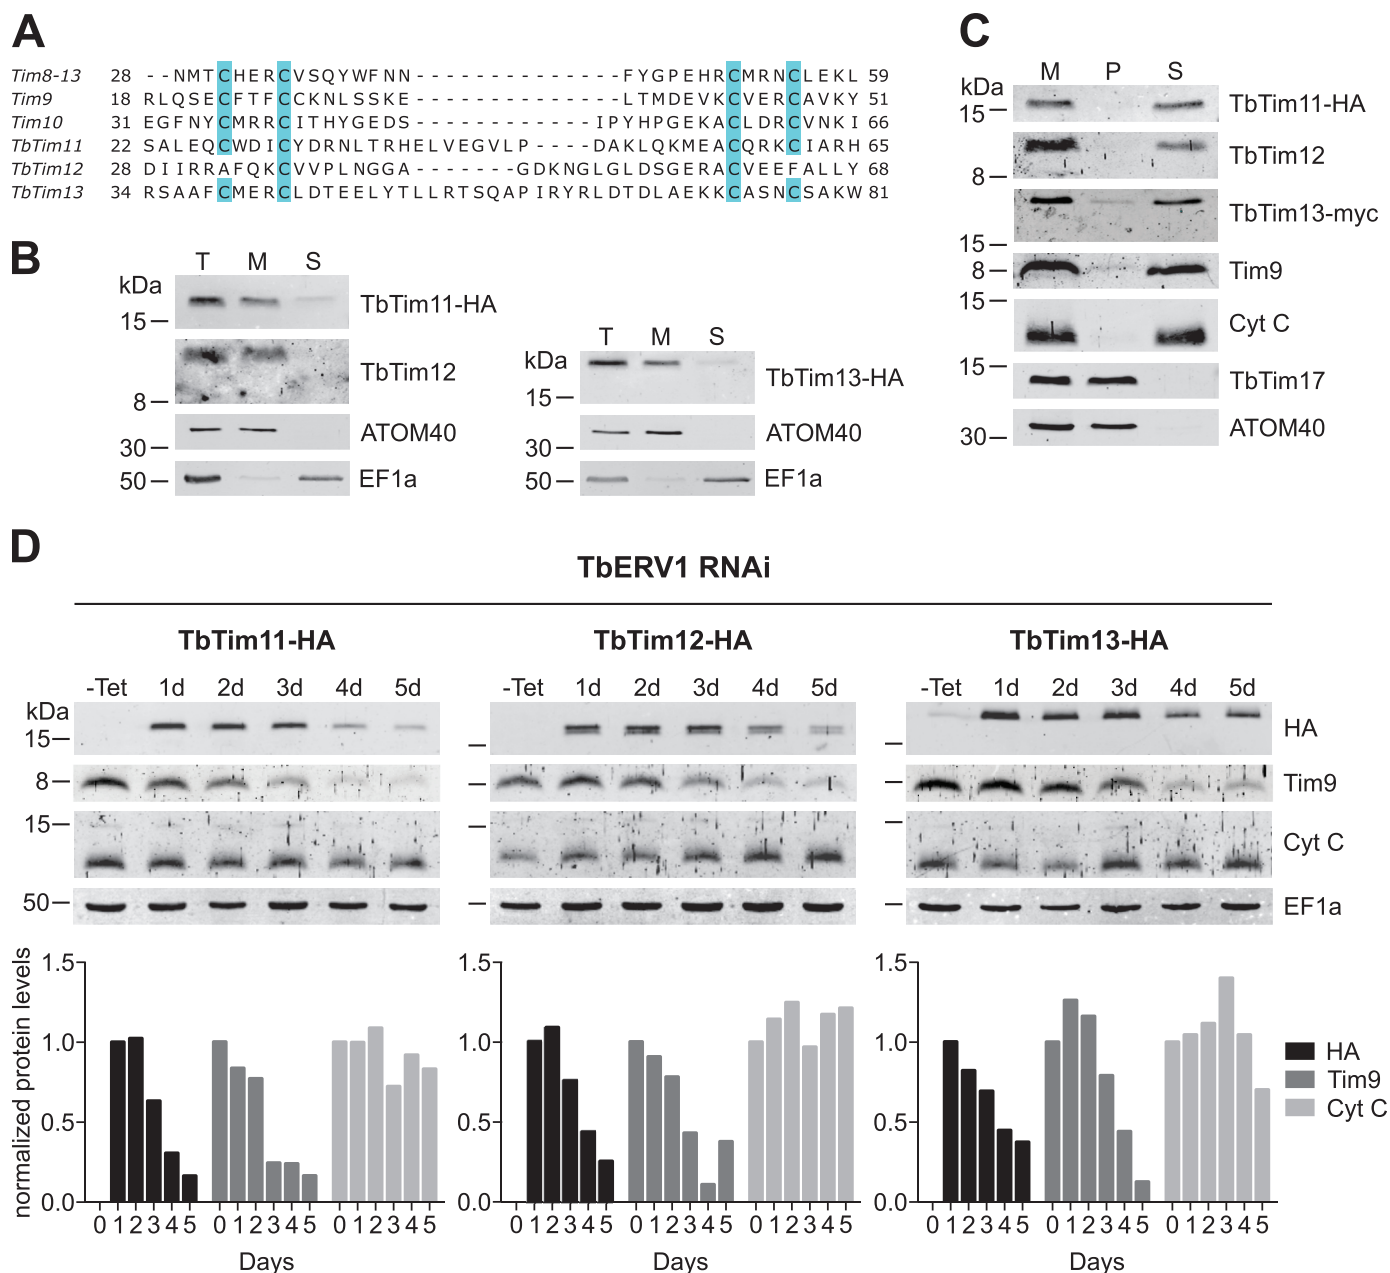 A
Tim8-13 28 --NMTCHERCVSQYWFNN--------------FYGPEHRCMRNCLEKL 59
Tim9 18 RLQSECFTFCCKNLSSKE--------------LTMDEVKCVERCAVKY 51
Tim10 31 EGFNYCMRRCITHYGEDS------------IPYHPGEKACLDRCVNKI 66
TbTim11 22 SALEQCWDICYDRNLTRHELVEGVLP----DAKLQKMEACQRKCIARH 65
TbTim12 28 DIIRRAFQKCVVPLNGGA-------GDKNGLGLDSGERACVEEFALLY 68
TbTim13 34 RSAAFCMERCLDTEELYTLLRTSQAPIRYRLDTDLAEKKCASNCSAKW 81
B
T M S
kDa
15
TbTim11-HA
8
TbTim12
30
ATOM40
50
EF1a
T M S
kDa
15
TbTim13-HA
30
ATOM40
50
EF1a
C
M P S
kDa
15
TbTim11-HA
TbTim12
8
TbTim13-myc
15
8
Tim9
15
Cyt C
15
TbTim17
30
ATOM40
D
TbERV1 RNAi
TbTim11-HA TbTim12-HA TbTim13-HA
-Tet 1d 2d 3d 4d 5d -Tet 1d 2d 3d 4d 5d -Tet 1d 2d 3d 4d 5d
kDa
15
HA
8
Tim9
15
Cyt C
50
EF1a
normalized protein levels
1.5 1.5 1.5
1.0 1.0 1.0
0.5 0.5 0.5
0.0 0.0 0.0
0 1 2 3 4 5 0 1 2 3 4 5 0 1 2 3 4 5 0 1 2 3 4 5 0 1 2 3 4 5 0 1 2 3 4 5 0 1 2 3 4 5 0 1 2 3 4 5 0 1 2 3 4 5
Days Days Days
HA
Tim9
Cyt C